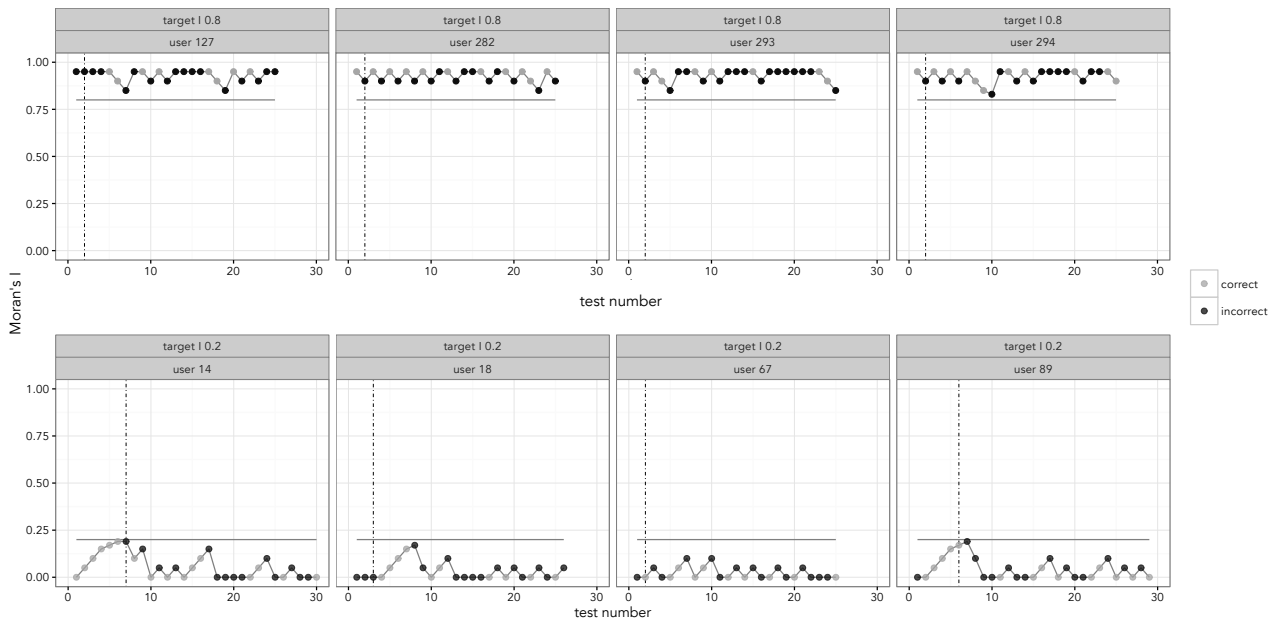 target I 0.8 target I 0.8 target I 0.8 target I 0.8
user 127 user 282 user 293 user 294
1.00
0.75
0.50
0.25
0.00
0 10 20 30 0 10 20 30 0 10 20 30 0 10 20 30
test number
Moran's I
correct
incorrect
target I 0.2 target I 0.2 target I 0.2 target I 0.2
user 14 user 18 user 67 user 89
1.00
0.75
0.50
0.25
0.00
0 10 20 30 0 10 20 30 0 10 20 30 0 10 20 30
test number